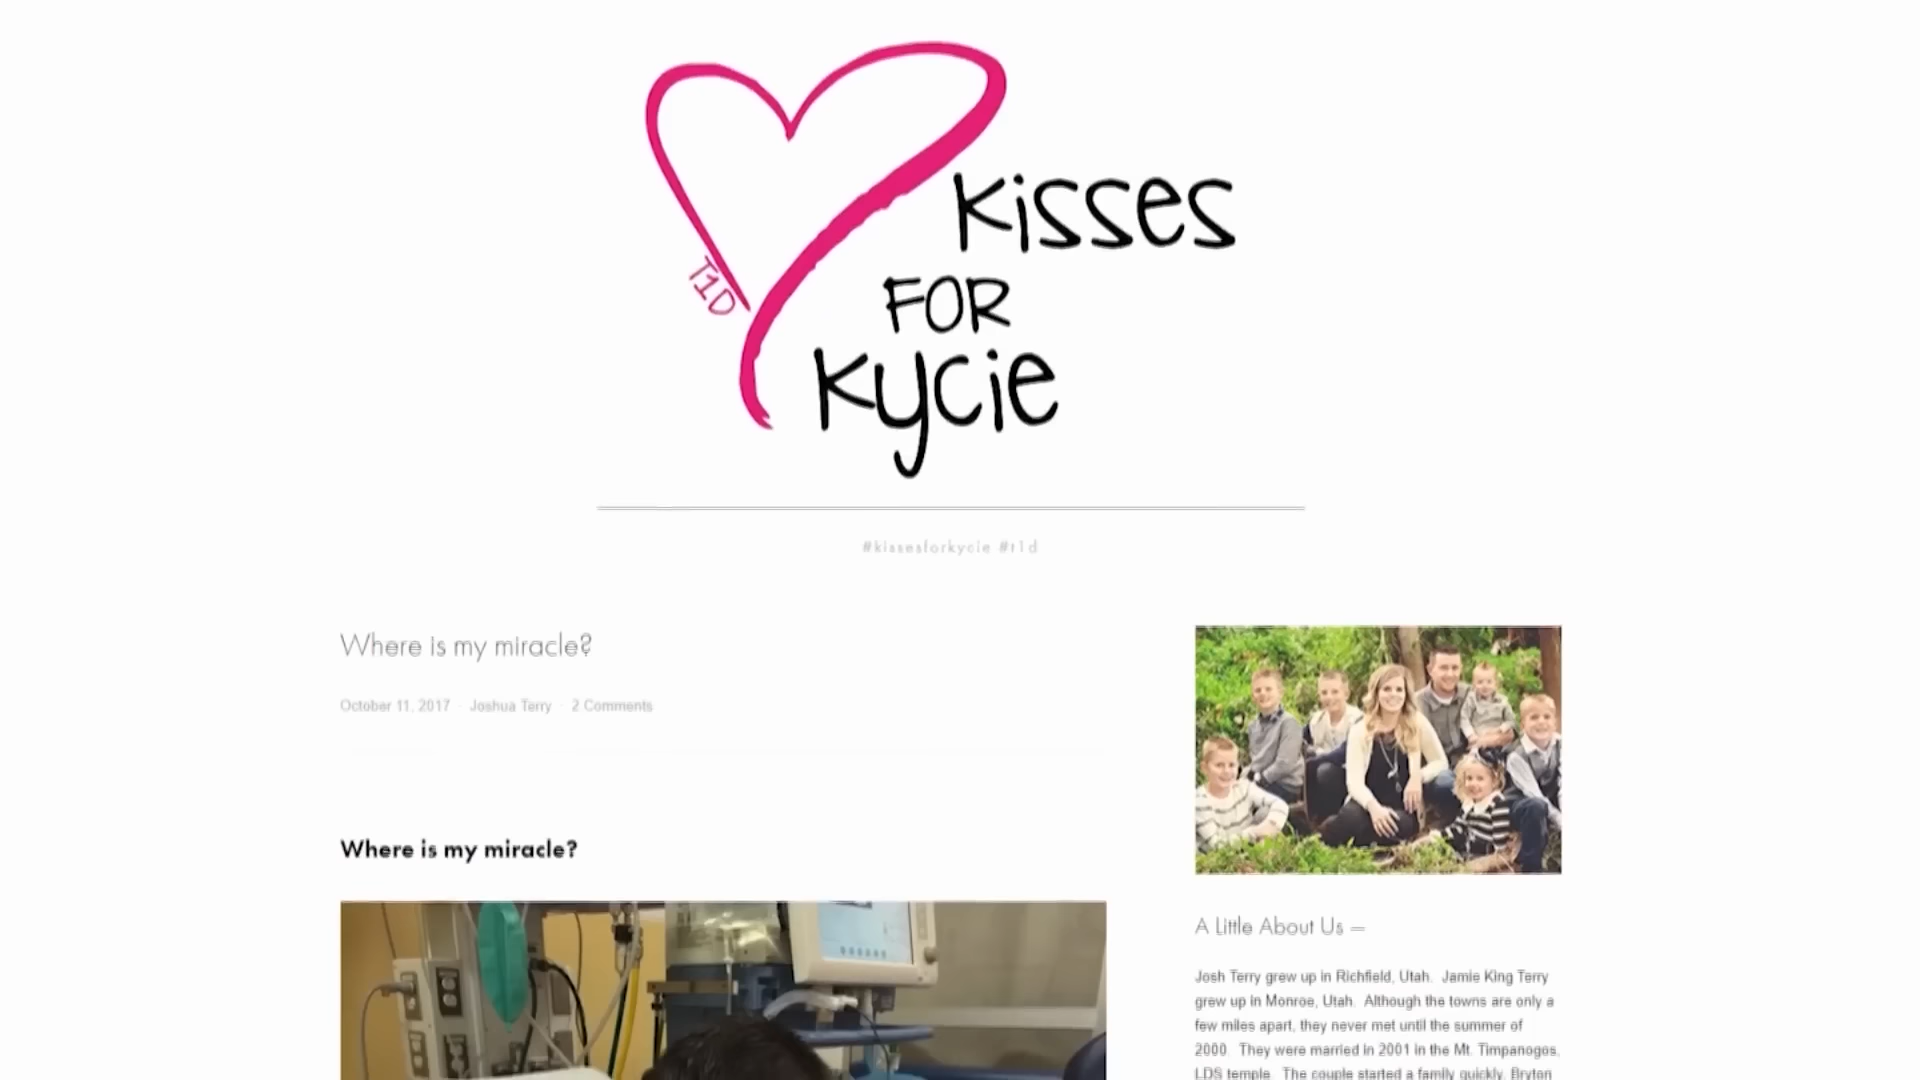 Kisses
FOR
Kycie
T1D
#kissesforkycie #t1d
Where is my miracle?
October 11, 2017 · Joshua Terry · 2 Comments
Where is my miracle?
A Little About Us —
Josh Terry grew up in Richfield, Utah. Jamie King Terry
grew up in Monroe, Utah. Although the towns are only a
few miles apart, they never met until the summer of
2000. They were married in 2001 in the Mt. Timpanogos,
LDS temple. The couple started a family quickly, Bryton